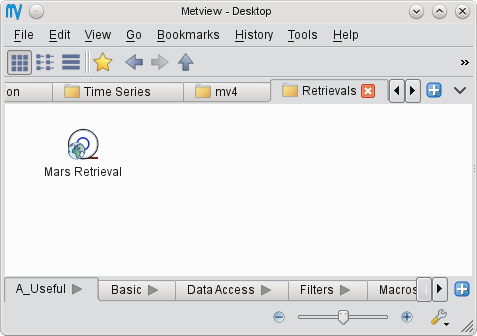 Metview - Desktop
File Edit View Go Bookmarks History Tools Help
on Time Series mv4 Retrievals
Mars Retrieval
A_Useful Basic Data Access Filters Macros